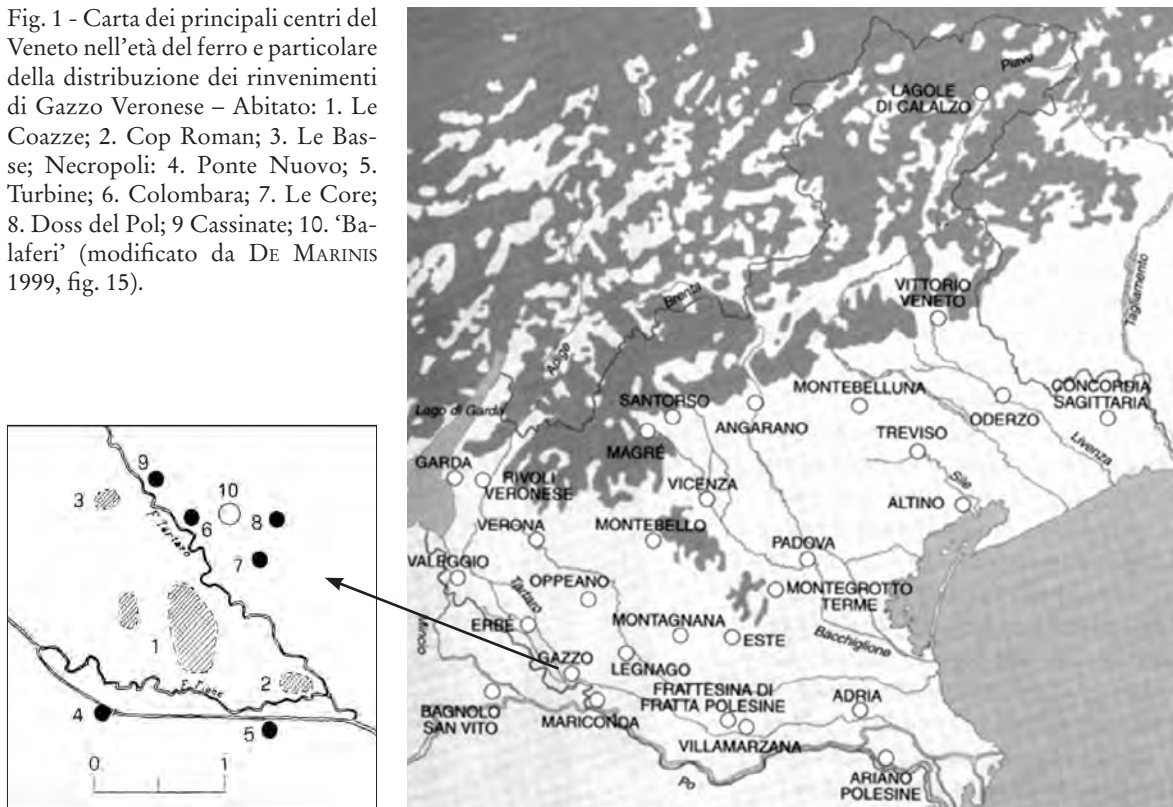 Fig. 1 - Carta dei principali centri del
Veneto nell'età del ferro e particolare
della distribuzione dei rinvenimenti
di Gazzo Veronese – Abitato: 1. Le
Coazze; 2. Cop Roman; 3. Le Bas-
se; Necropoli: 4. Ponte Nuovo; 5.
Turbine; 6. Colombara; 7. Le Core;
8. Doss del Pol; 9 Cassinate; 10. 'Ba-
laferi' (modificato da DE MARINIS
1999, fig. 15).
Piave
LAGOLE
DI CALALZO
VITTORIO
VENETO
Tagliamento
Brenta
Adige
Lago di Garda
SANTORSO
MAGRÈ
ANGARANO
MONTEBELLUNA
ODERZO
CONCORDIA
SAGITTARIA
TREVISO
Livenza
Sile
ALTINO
GARDA
RIVOLI
VERONESE
VICENZA
VERONA
MONTEBELLO
PADOVA
VALEGGIO
Tartaro
OPPEANO
MONTEGROTTO
TERME
ERBÈ
MONTAGNANA
ESTE
Bacchiglione
Mincio
GAZZO
LEGNAGO
FRATTESINA DI
FRATTA POLESINE
ADRIA
BAGNOLO
SAN VITO
MARICONDA
VILLAMARZANA
Po
ARIANO
POLESINE
9
3
10
6
8
F. Tartaro
7
1
2
F. Tione
4
5
0
1